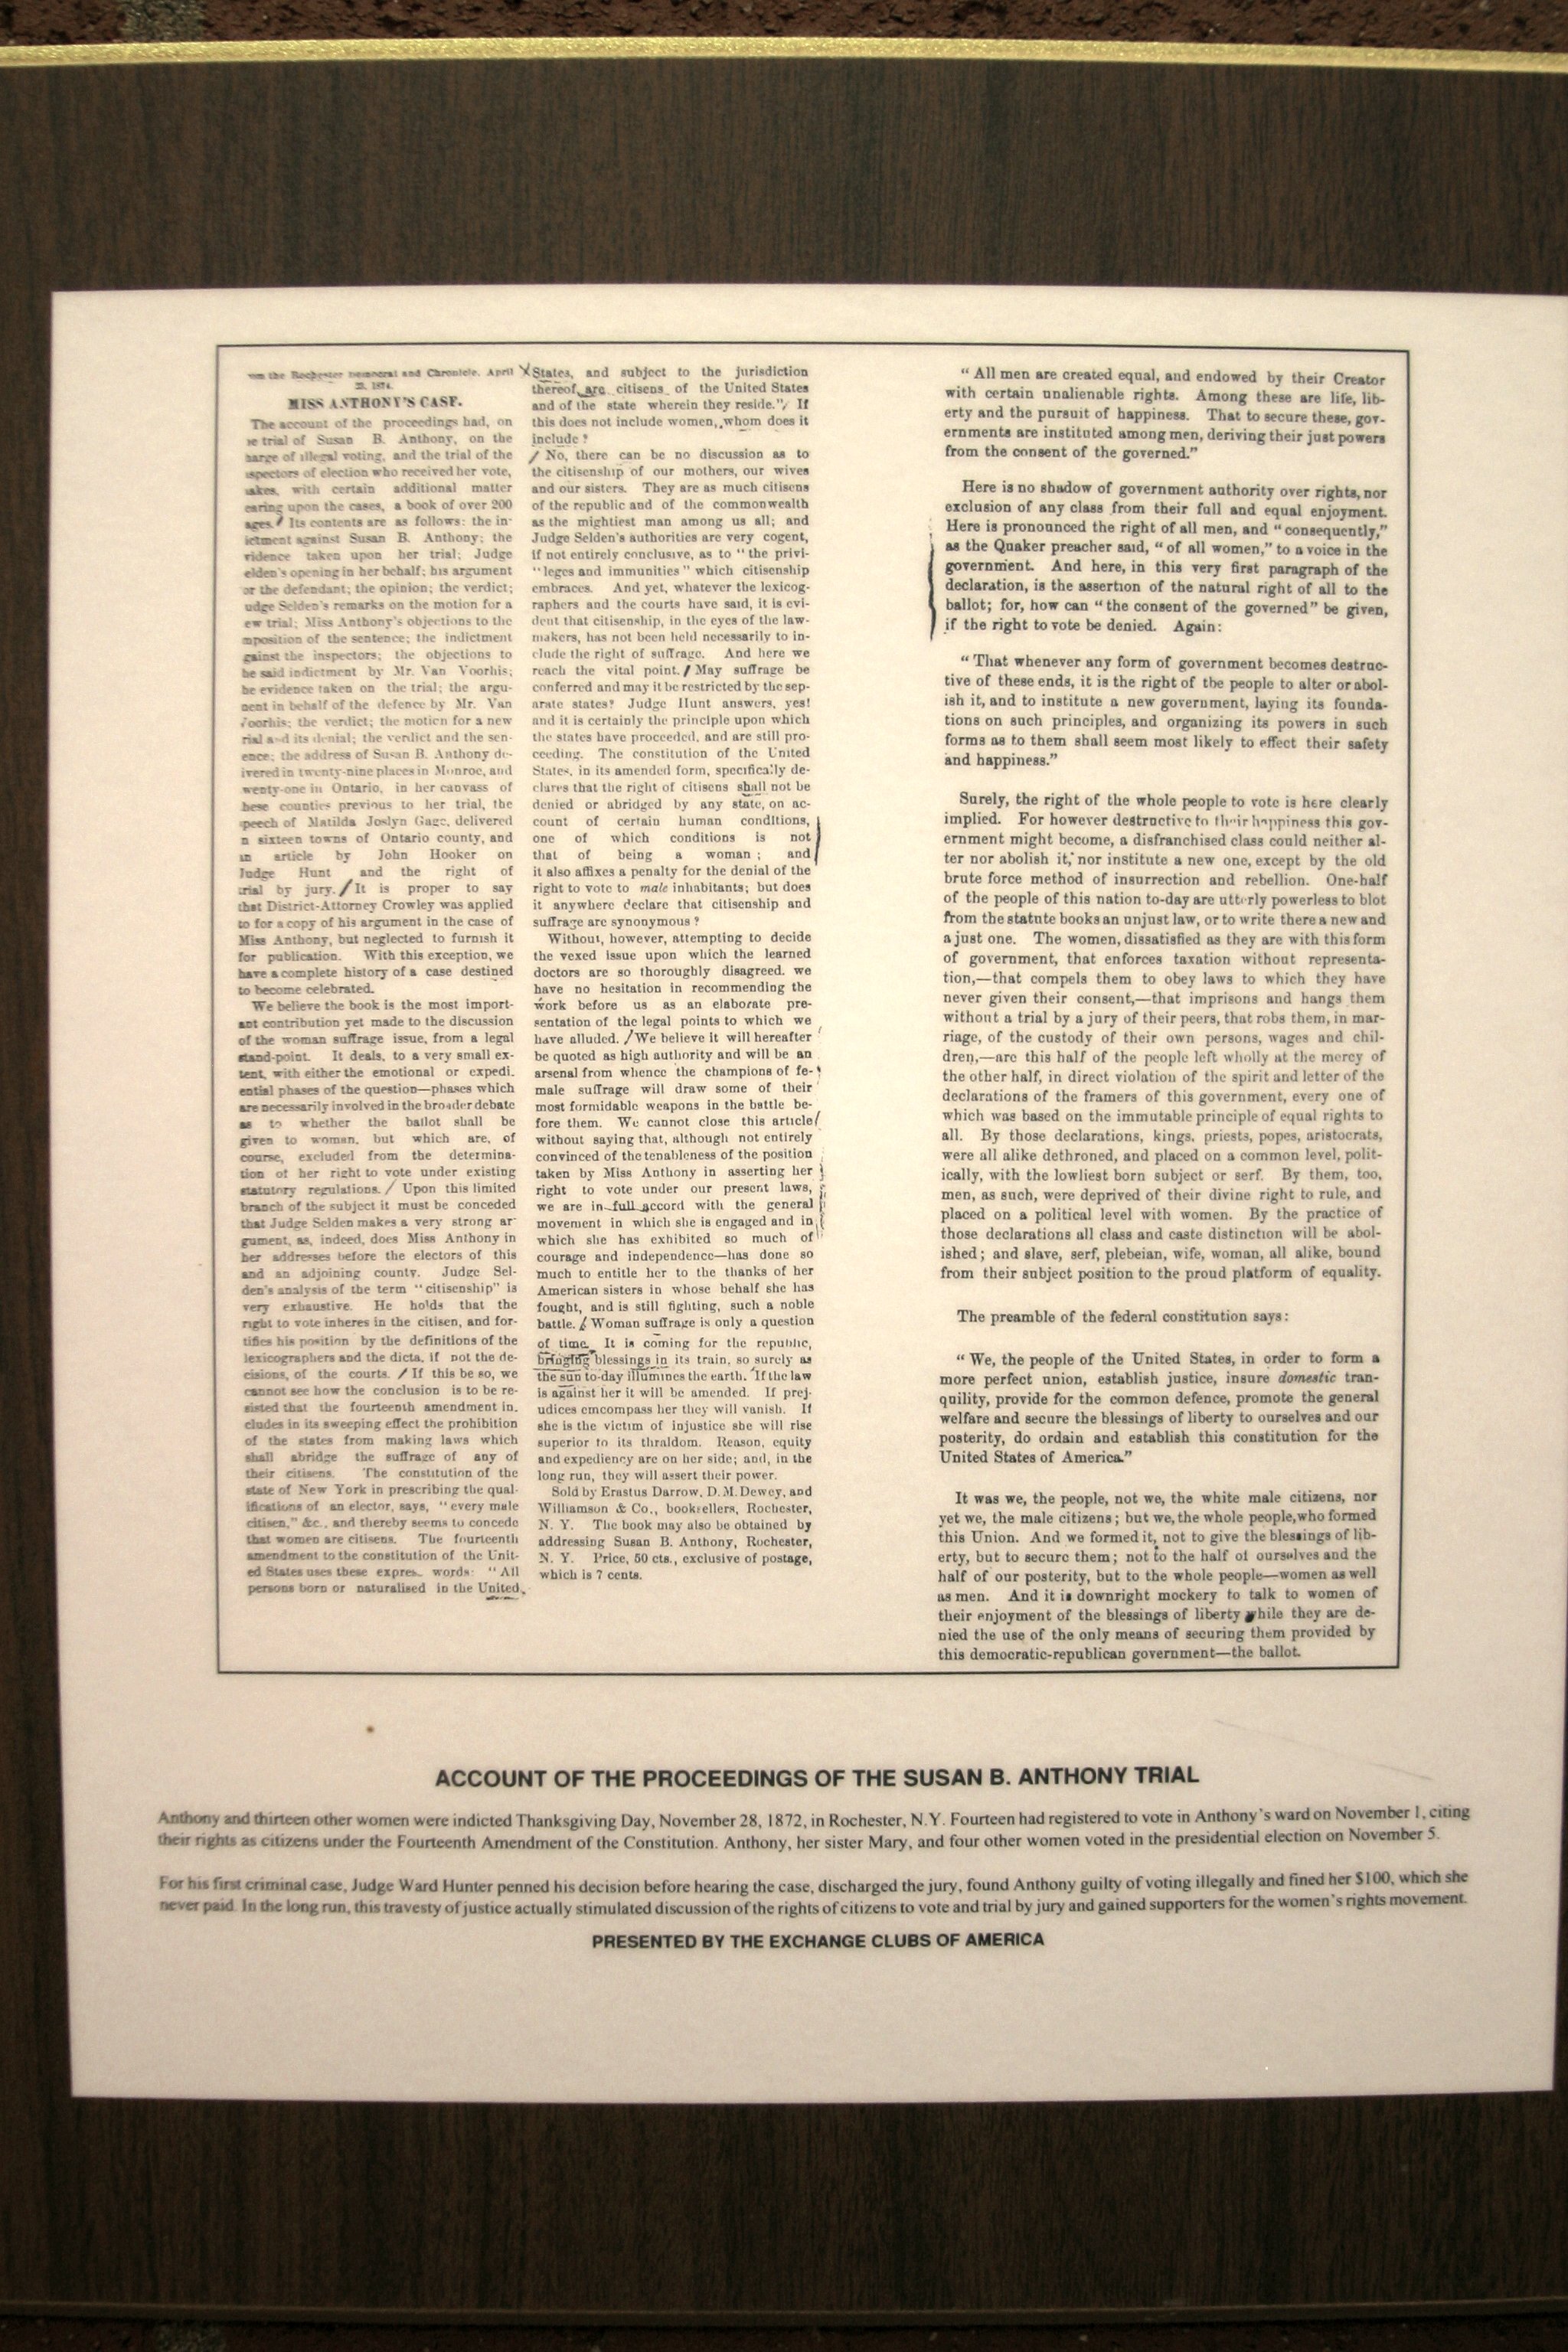 the Rochester Democrat and Chronicle, April
1874.
MISS ANTHONY'S CASE.
The account of the proceedings had, on
trial of Susan B. Anthony, on the
arge of illegal voting, and the trial of the
spectors of election who received her vote,
akes, with certain additional matter
earing upon the cases, a book of over 200
ages. Its contents are as follows: the in-
ictment against Susan B. Anthony; the
vidence taken upon her trial; Judge
elden's opening in her behalf; his argument
or the defendant; the opinion; the verdict;
udge Selden's remarks on the motion for a
ew trial; Miss Anthony's objections to the
mposition of the sentence; the indictment
gainst the inspectors; the objections to
he said indictment by Mr. Van Voorhis;
he evidence taken on the trial; the argu-
ment in behalf of the defence by Mr. Van
Voorhis; the verdict; the motion for a new
rial and its denial; the verdict and the sen-
ence; the address of Susan B. Anthony de-
ivered in twenty-nine places in Monroe, and
wenty-one in Ontario, in her canvass of
hese counties previous to her trial, the
peech of Matilda Joslyn Gage, delivered
n sixteen towns of Ontario county, and
an article by John Hooker on
Judge Hunt and the right of
trial by jury. / It is proper to say
that District-Attorney Crowley was applied
to for a copy of his argument in the case of
Miss Anthony, but neglected to furnish it
for publication. With this exception, we
have a complete history of a case destined
to become celebrated.
We believe the book is the most import-
ant contribution yet made to the discussion
of the woman suffrage issue, from a legal
stand-point. It deals, to a very small ex-
tent, with either the emotional or expedi.
ential phases of the question—phases which
are necessarily involved in the broader debate
as to whether the ballot shall be
given to woman, but which are, of
course, excluded from the determina-
tion of her right to vote under existing
statutory regulations. / Upon this limited
branch of the subject it must be conceded
that Judge Selden makes a very strong ar-
gument, as, indeed, does Miss Anthony in
her addresses before the electors of this
and an adjoining county. Judge Sel-
den's analysis of the term "citisenship" is
very exhaustive. He holds that the
right to vote inheres in the citisen, and for-
tifies his position by the definitions of the
lexicographers and the dicta, if not the de-
cisions, of the courts. / If this be so, we
cannot see how the conclusion is to be re-
sisted that the fourteenth amendment in.
cludes in its sweeping effect the prohibition
of the states from making laws which
shall abridge the suffrage of any of
their citisens. The constitution of the
state of New York in prescribing the qual-
ifications of an elector, says, "every male
citisen," &c., and thereby seems to concede
that women are citisens. The fourteenth
amendment to the constitution of the Unit-
ed States uses these expres. words: "All
persons born or naturalised in the United
States, and subject to the jurisdiction
thereof, are citisens of the United States
and of the state wherein they reside." / If
this does not include women, whom does it
include?
/ No, there can be no discussion as to
the citisenship of our mothers, our wives
and our sisters. They are as much citisens
of the republic and of the commonwealth
as the mightiest man among us all; and
Judge Selden's authorities are very cogent,
if not entirely conclusive, as to "the privi-
"leges and immunities" which citisenship
embraces. And yet, whatever the lexicog-
raphers and the courts have said, it is evi-
dent that citisenship, in the eyes of the law-
makers, has not been held necessarily to in-
clude the right of suffrage. And here we
reach the vital point. / May suffrage be
conferred and may it be restricted by the sep-
arate states? Judge Hunt answers, yes!
and it is certainly the principle upon which
the states have proceeded, and are still pro-
ceeding. The constitution of the United
States, in its amended form, specifically de-
clares that the right of citisens shall not be
denied or abridged by any state, on ac-
count of certain human conditions,
one of which conditions is not
that of being a woman; and
it also affixes a penalty for the denial of the
right to vote to male inhabitants; but does
it anywhere declare that citisenship and
suffrage are synonymous?
Without, however, attempting to decide
the vexed issue upon which the learned
doctors are so thoroughly disagreed. we
have no hesitation in recommending the
work before us as an elaborate pre-
sentation of the legal points to which we
have alluded. / We believe it will hereafter
be quoted as high authority and will be an
arsenal from whence the champions of fe-
male suffrage will draw some of their
most formidable weapons in the battle be-
fore them. We cannot close this article
without saying that, although not entirely
convinced of the tenableness of the position
taken by Miss Anthony in asserting her
right to vote under our present laws,
we are in full accord with the general
movement in which she is engaged and in
which she has exhibited so much of
courage and independence—has done so
much to entitle her to the thanks of her
American sisters in whose behalf she has
fought, and is still fighting, such a noble
battle. / Woman suffrage is only a question
of time. It is coming for the republic,
bringing blessings in its train, so surely as
the sun to-day illumines the earth. If the law
is against her it will be amended. If prej-
udices emcompass her they will vanish. If
she is the victim of injustice she will rise
superior to its thraldom. Reason, equity
and expediency are on her side; and, in the
long run, they will assert their power.
Sold by Erastus Darrow, D. M. Dewey, and
Williamson & Co., booksellers, Rochester,
N. Y. The book may also be obtained by
addressing Susan B. Anthony, Rochester,
N. Y. Price, 50 cts., exclusive of postage,
which is 7 cents.
"All men are created equal, and endowed by their Creator
with certain unalienable rights. Among these are life, lib-
erty and the pursuit of happiness. That to secure these, gov-
ernments are instituted among men, deriving their just powers
from the consent of the governed."
Here is no shadow of government authority over rights, nor
exclusion of any class from their full and equal enjoyment.
Here is pronounced the right of all men, and "consequently,"
as the Quaker preacher said, "of all women," to a voice in the
government. And here, in this very first paragraph of the
declaration, is the assertion of the natural right of all to the
ballot; for, how can "the consent of the governed" be given,
if the right to vote be denied. Again:
"That whenever any form of government becomes destruc-
tive of these ends, it is the right of the people to alter or abol-
ish it, and to institute a new government, laying its founda-
tions on such principles, and organizing its powers in such
forms as to them shall seem most likely to effect their safety
and happiness."
Surely, the right of the whole people to vote is here clearly
implied. For however destructive to their happiness this gov-
ernment might become, a disfranchised class could neither al-
ter nor abolish it, nor institute a new one, except by the old
brute force method of insurrection and rebellion. One-half
of the people of this nation to-day are utterly powerless to blot
from the statute books an unjust law, or to write there a new and
a just one. The women, dissatisfied as they are with this form
of government, that enforces taxation without representa-
tion,—that compels them to obey laws to which they have
never given their consent,—that imprisons and hangs them
without a trial by a jury of their peers, that robs them, in mar-
riage, of the custody of their own persons, wages and chil-
dren,—are this half of the people left wholly at the mercy of
the other half, in direct violation of the spirit and letter of the
declarations of the framers of this government, every one of
which was based on the immutable principle of equal rights to
all. By those declarations, kings, priests, popes, aristocrats,
were all alike dethroned, and placed on a common level, polit-
ically, with the lowliest born subject or serf. By them, too,
men, as such, were deprived of their divine right to rule, and
placed on a political level with women. By the practice of
those declarations all class and caste distinction will be abol-
ished; and slave, serf, plebeian, wife, woman, all alike, bound
from their subject position to the proud platform of equality.
The preamble of the federal constitution says:
"We, the people of the United States, in order to form a
more perfect union, establish justice, insure domestic tran-
quility, provide for the common defence, promote the general
welfare and secure the blessings of liberty to ourselves and our
posterity, do ordain and establish this constitution for the
United States of America."
It was we, the people, not we, the white male citizens, nor
yet we, the male citizens; but we, the whole people, who formed
this Union. And we formed it, not to give the blessings of lib-
erty, but to secure them; not to the half of ourselves and the
half of our posterity, but to the whole people—women as well
as men. And it is downright mockery to talk to women of
their enjoyment of the blessings of liberty while they are de-
nied the use of the only means of securing them provided by
this democratic-republican government—the ballot.
ACCOUNT OF THE PROCEEDINGS OF THE SUSAN B. ANTHONY TRIAL
Anthony and thirteen other women were indicted Thanksgiving Day, November 28, 1872, in Rochester, N.Y. Fourteen had registered to vote in Anthony's ward on November 1, citing
their rights as citizens under the Fourteenth Amendment of the Constitution. Anthony, her sister Mary, and four other women voted in the presidential election on November 5.
For his first criminal case, Judge Ward Hunter penned his decision before hearing the case, discharged the jury, found Anthony guilty of voting illegally and fined her $100, which she
never paid. In the long run, this travesty of justice actually stimulated discussion of the rights of citizens to vote and trial by jury and gained supporters for the women's rights movement.
PRESENTED BY THE EXCHANGE CLUBS OF AMERICA